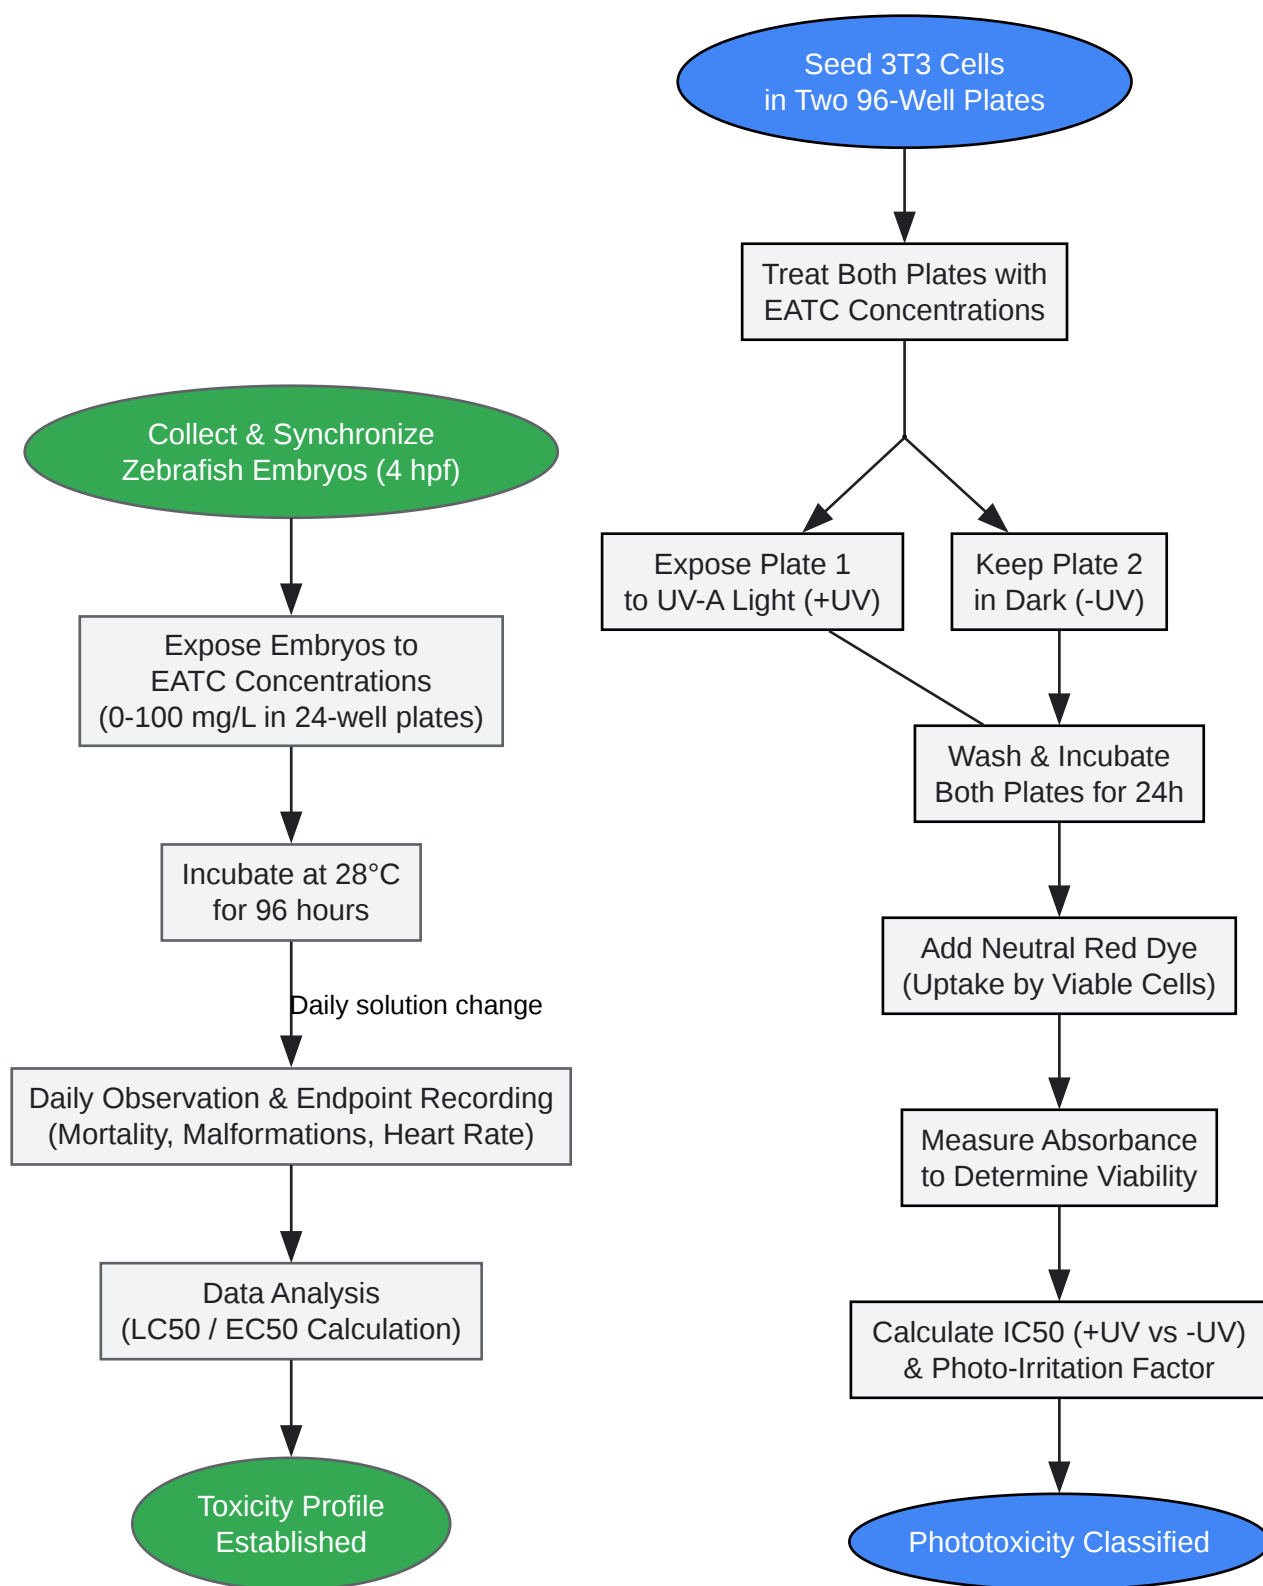 Collect & Synchronize
Zebrafish Embryos (4 hpf)
Expose Embryos to
EATC Concentrations
(0-100 mg/L in 24-well plates)
Incubate at 28°C
for 96 hours
Daily solution change
Daily Observation & Endpoint Recording
(Mortality, Malformations, Heart Rate)
Data Analysis
(LC50 / EC50 Calculation)
Toxicity Profile
Established
Seed 3T3 Cells
in Two 96-Well Plates
Treat Both Plates with
EATC Concentrations
Expose Plate 1
to UV-A Light (+UV)
Keep Plate 2
in Dark (-UV)
Wash & Incubate
Both Plates for 24h
Add Neutral Red Dye
(Uptake by Viable Cells)
Measure Absorbance
to Determine Viability
Calculate IC50 (+UV vs -UV)
& Photo-Irritation Factor
Phototoxicity Classified